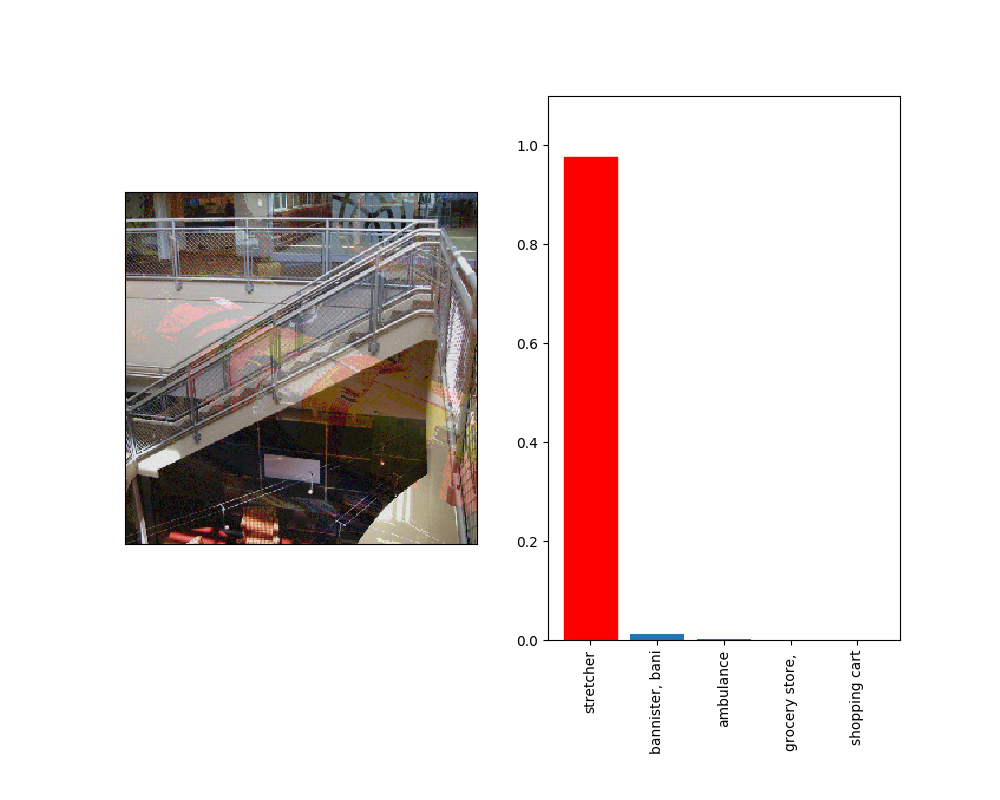 1.0
0.8
0.6
0.4
0.2
0.0
stretcher
bannister, bani
ambulance
grocery store,
shopping cart